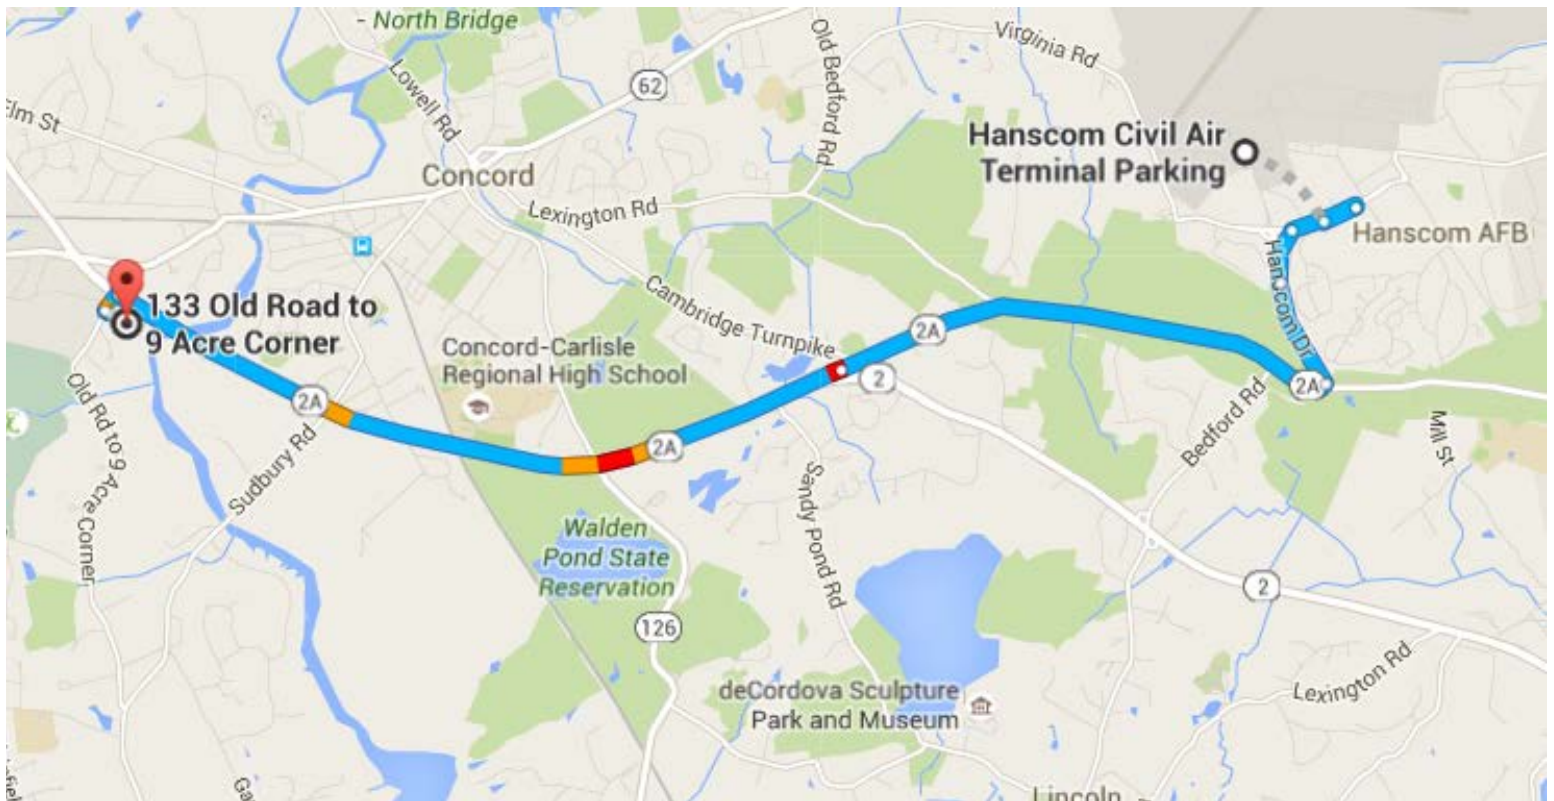 - North Bridge
Virginia Rd
Old Bedford Rd
Lowell Rd
62
Elm St
Hanscom Civil Air
Terminal Parking
Concord
Lexington Rd
Hanscom AFB
Hanscom Dr
133 Old Road to
9 Acre Corner
Cambridge Turnpike
2A
Concord-Carlisle
Regional High School
2
2A
2A
Old Rd to 9 Acre Corner
Sudbury Rd
2A
Bedford Rd
Mill St
Sandy Pond Rd
Walden
Pond State
Reservation
2
126
Lexington Rd
deCordova Sculpture
Park and Museum
Lincoln